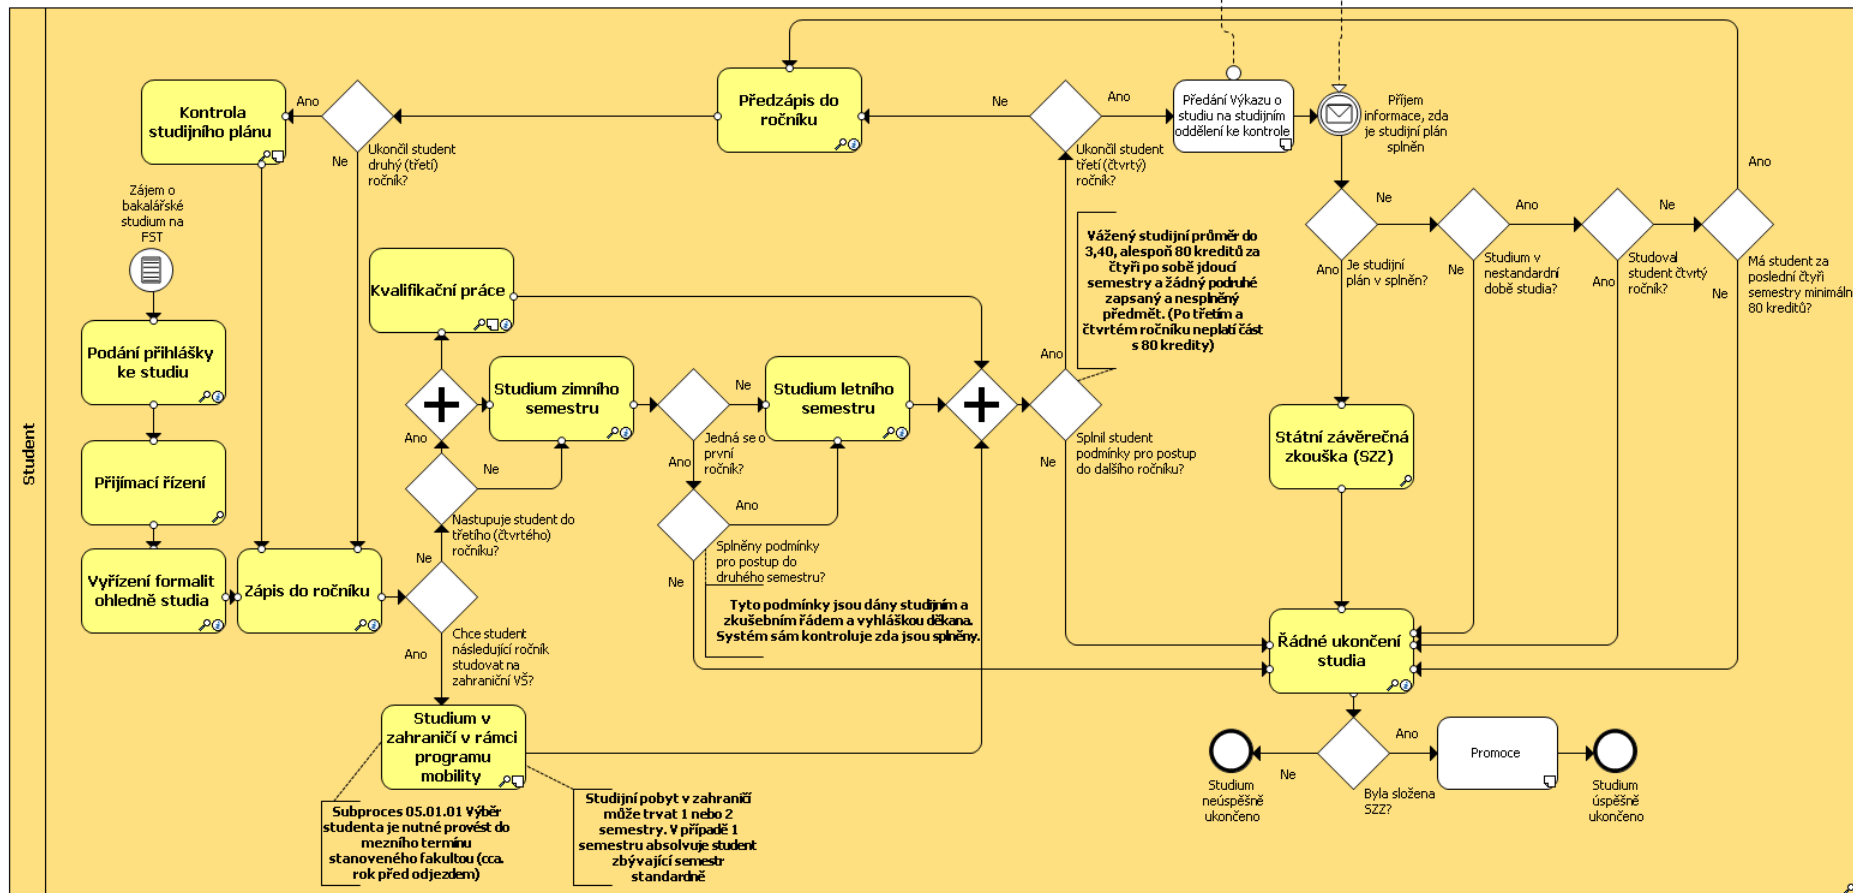 Student
Zájem o
bakalářské
studium na
FST
Podání přihlášky
ke studiu
Přijímací řízení
Vyřízení formalit
ohledně studia
Zápis do ročníku
Kontrola
studijního plánu
Ano
Ne
Ukončil student
druhý (třetí)
ročník?
Předzápis do
ročníku
Ne
Ano
Ukončil student
třetí (čtvrtý)
ročník?
Předání Výkazu o
studiu na studijním
oddělení ke kontrole
Příjem
informace, zda
je studijní plán
splněn
Ano
Ne
Ano
Ne
Ano
Je studijní
plán v splněn?
Ne
Studium v
nestandardní
době studia?
Ano
Studoval
student čtvrtý
ročník?
Ne
Má student za
poslední čtyři
semestry minimáln
80 kreditů?
Vážený studijní průměr do
3,40, alespoň 80 kreditů za
čtyři po sobě jdoucí
semestry a žádný podruhé
zapsaný a nesplněný
předmět. (Po třetím a
čtvrtém ročníku neplatí část
s 80 kredity)
Kvalifikační práce
Studium zimního
semestru
Ne
Studium letního
semestru
Ano
Ano
Ne
Jedná se o
první
ročník?
Ano
Ne
Splnil student
podmínky pro postup
do dalšího ročníku?
Státní závěrečná
zkouška (SZZ)
Nastupuje student do
třetího (čtvrtého)
ročníku?
Ano
Splněny podmínky
pro postup do
druhého semestru?
Ne
Ne
Tyto podmínky jsou dány studijním a
zkušebním řádem a vyhláškou děkana.
Systém sám kontroluje zda jsou splněny.
Chce student
následující ročník
studovat na
zahraniční VŠ?
Ano
Řádné ukončení
studia
Studium v
zahraničí v rámci
programu
mobility
Subproces 05.01.01 Výběr
studenta je nutné provést do
mezního termínu
stanoveného fakultou (cca.
rok před odjezdem)
Studijní pobyt v zahraničí
může trvat 1 nebo 2
semestry. V případě 1
semestru absolvuje student
zbývající semestr
standardně
Ano
Ne
Promoce
Studium
neúspěšně
ukončeno
Byla složena
SZZ?
Studium
úspěšně
ukončeno